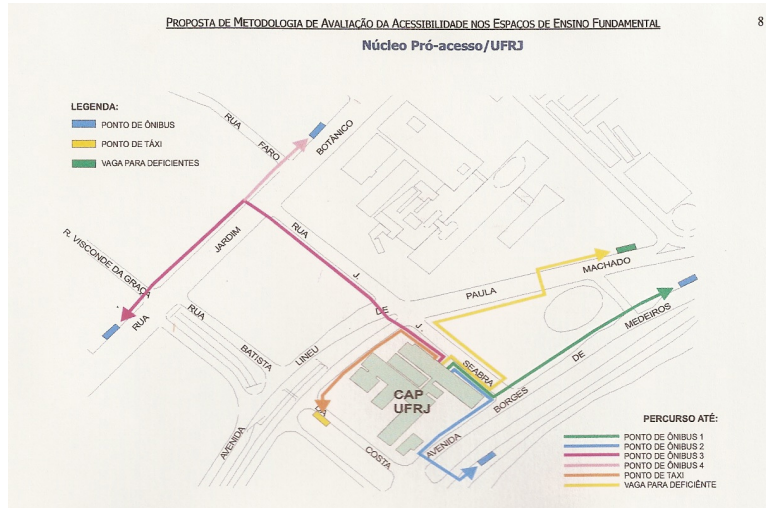 PROPOSTA DE METODOLOGIA DE AVALIAÇÃO DA ACESSIBILIDADE NOS ESPAÇOS DE ENSINO FUNDAMENTAL
8
Núcleo Pró-acesso/UFRJ
LEGENDA:
PONTO DE ÔNIBUS
PONTO DE TÁXI
VAGA PARA DEFICIENTES
RUA FARO
BOTÂNICO
JARDIM
RUA
R. VISCONDE DA GRAÇA
RUA
J.
DE
J.
SEABRA
PAULA
MACHADO
RUA
BATISTA
LINEU
DA
COSTA
AVENIDA
CAP
UFRJ
AVENIDA
BORGES
DE
MEDEIROS
PERCURSO ATÉ:
PONTO DE ÔNIBUS 1
PONTO DE ÔNIBUS 2
PONTO DE ÔNIBUS 3
PONTO DE ÔNIBUS 4
PONTO DE TAXI
VAGA PARA DEFICIÊNTE